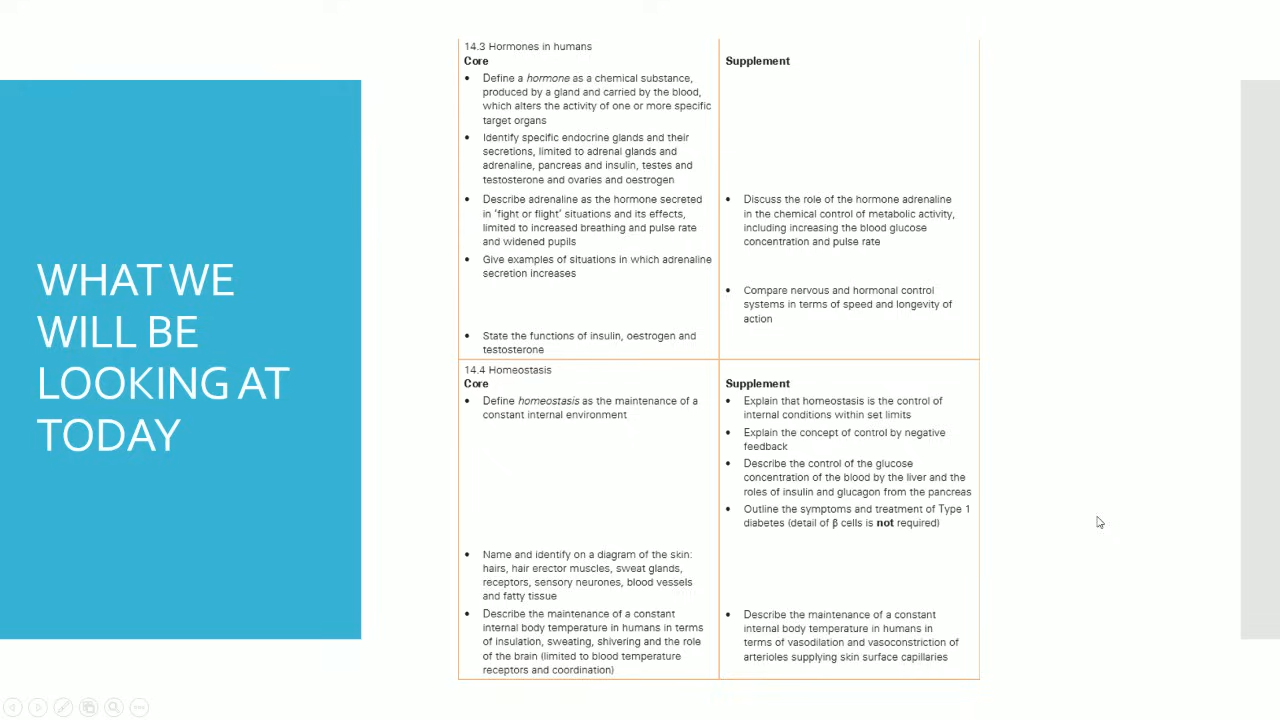 WHAT WE
WILL BE
LOOKING AT
TODAY
14.3 Hormones in humans
Core
• Define a hormone as a chemical substance,
produced by a gland and carried by the blood,
which alters the activity of one or more specific
target organs
• Identify specific endocrine glands and their
secretions, limited to adrenal glands and
adrenaline, pancreas and insulin, testes and
testosterone and ovaries and oestrogen
• Describe adrenaline as the hormone secreted
in ‘fight or flight’ situations and its effects,
limited to increased breathing and pulse rate
and widened pupils
• Give examples of situations in which adrenaline
secretion increases
• State the functions of insulin, oestrogen and
testosterone
Supplement
• Discuss the role of the hormone adrenaline
in the chemical control of metabolic activity,
including increasing the blood glucose
concentration and pulse rate
• Compare nervous and hormonal control
systems in terms of speed and longevity of
action
14.4 Homeostasis
Core
• Define homeostasis as the maintenance of a
constant internal environment
• Name and identify on a diagram of the skin:
hairs, hair erector muscles, sweat glands,
receptors, sensory neurones, blood vessels
and fatty tissue
• Describe the maintenance of a constant
internal body temperature in humans in terms
of insulation, sweating, shivering and the role
of the brain (limited to blood temperature
receptors and coordination)
Supplement
• Explain that homeostasis is the control of
internal conditions within set limits
• Explain the concept of control by negative
feedback
• Describe the control of the glucose
concentration of the blood by the liver and the
roles of insulin and glucagon from the pancreas
• Outline the symptoms and treatment of Type 1
diabetes (detail of β cells is not required)
• Describe the maintenance of a constant
internal body temperature in humans in
terms of vasodilation and vasoconstriction of
arterioles supplying skin surface capillaries